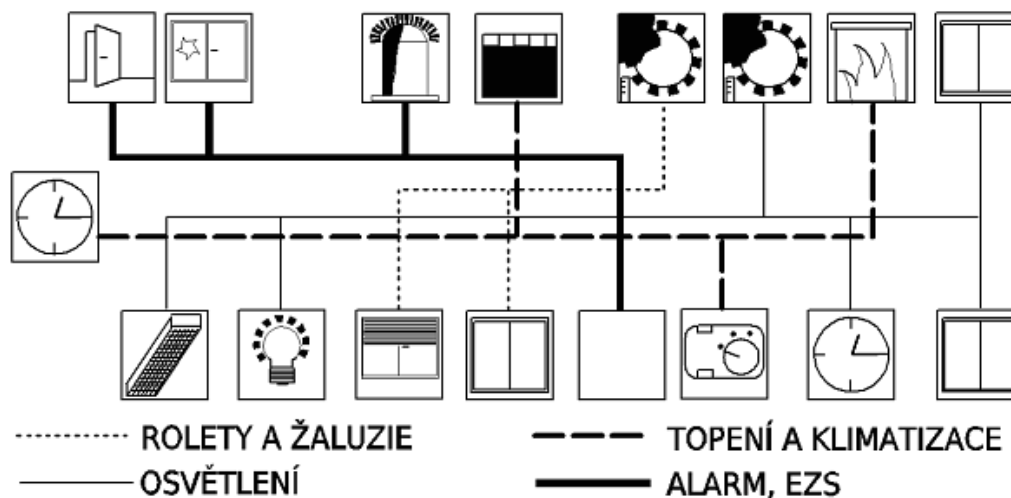 ROLETY A ŽALUZIE
TOPENÍ A KLIMATIZACE
OSVĚTLENÍ
ALARM, EZS